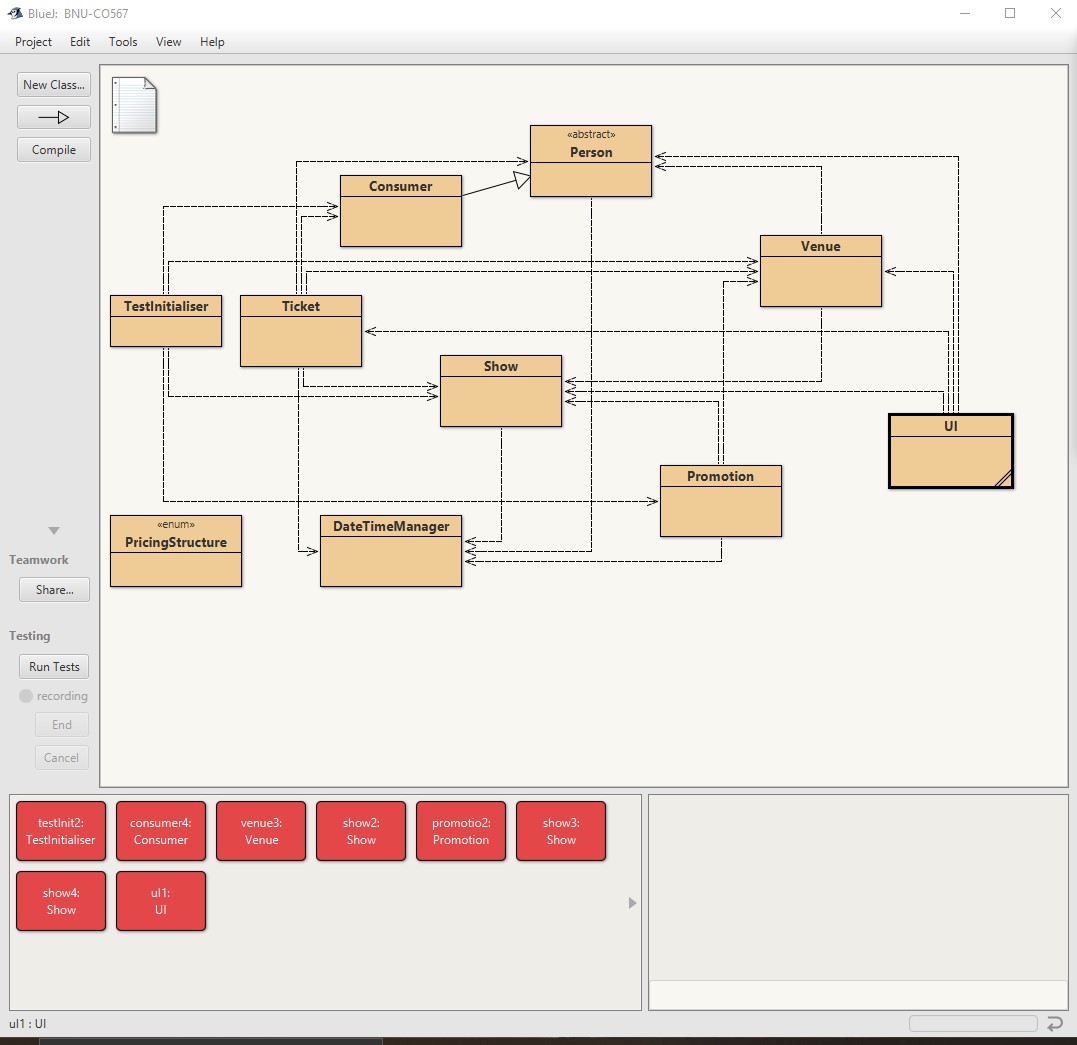 BlueJ: BNU-CO567
Project Edit Tools View Help
New Class...
Compile
«abstract»
Person
Consumer
Venue
TestInitialiser
Ticket
Show
UI
Promotion
«enum»
PricingStructure
DateTimeManager
Teamwork
Share...
Testing
Run Tests
recording
End
Cancel
testInit2:
TestInitialiser
consumer4:
Consumer
venue3:
Venue
show2:
Show
promotio2:
Promotion
show3:
Show
show4:
Show
uI1:
UI
uI1 : UI